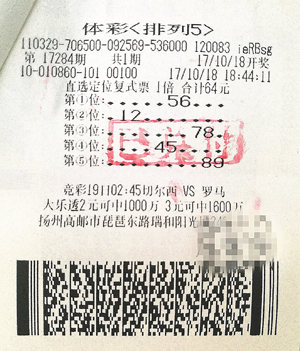 体彩<排列5>
110329-706500-092569-536000 120083 ieRBsg
第 17284期 共1期 17/10/18开奖
10-010860-101 00100 17/10/18 18:44:11
直选定位复式票 1倍 合计64元
第①位:.......56...
第②位:..12........
第③位:.........78.
第④位:.....45.....
第⑤位:..........89
竞彩19日02:45切尔西 VS 罗马
大乐透2元可中1000万 3元可中1600万
扬州高邮市琵琶东路瑞和阳光